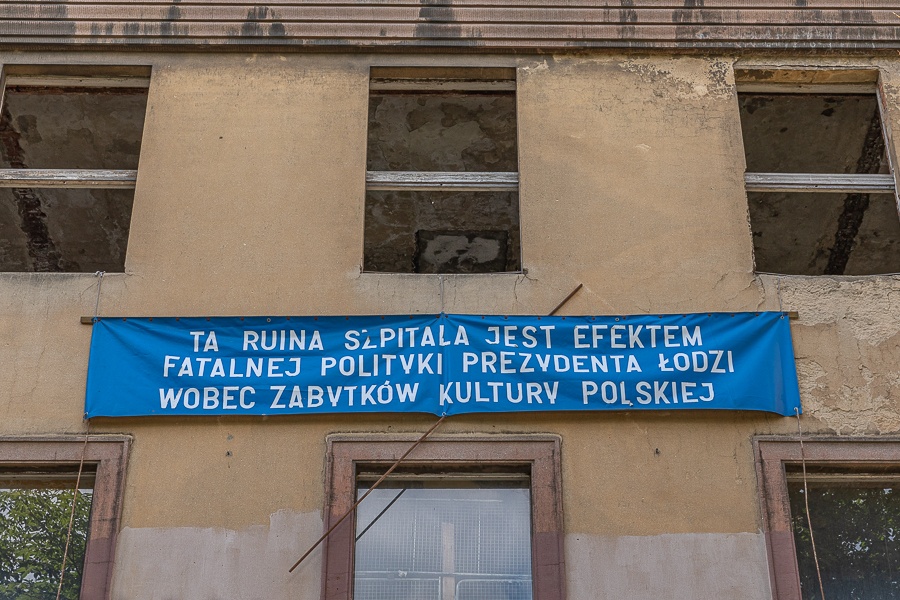 TA RUINA SZPITALA JEST EFEKTEM
FATALNEJ POLITYKI PREZYDENTA ŁODZI
WOBEC ZABYTKÓW KULTURY POLSKIEJ